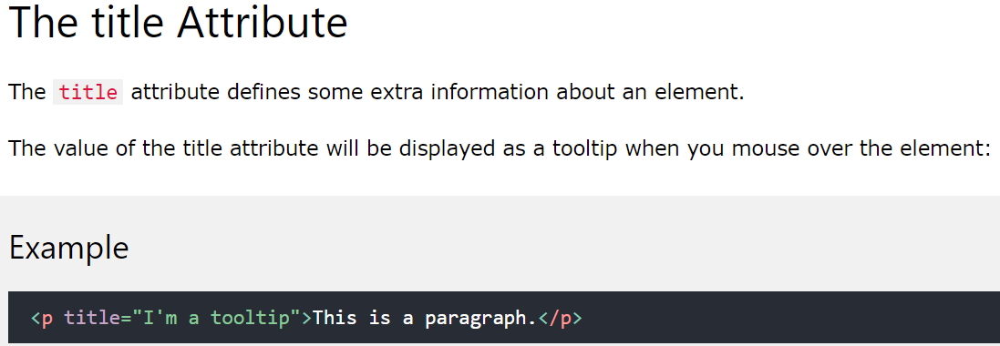 The title Attribute
The title attribute defines some extra information about an element.
The value of the title attribute will be displayed as a tooltip when you mouse over the element:
Example
<p title="I'm a tooltip">This is a paragraph.</p>